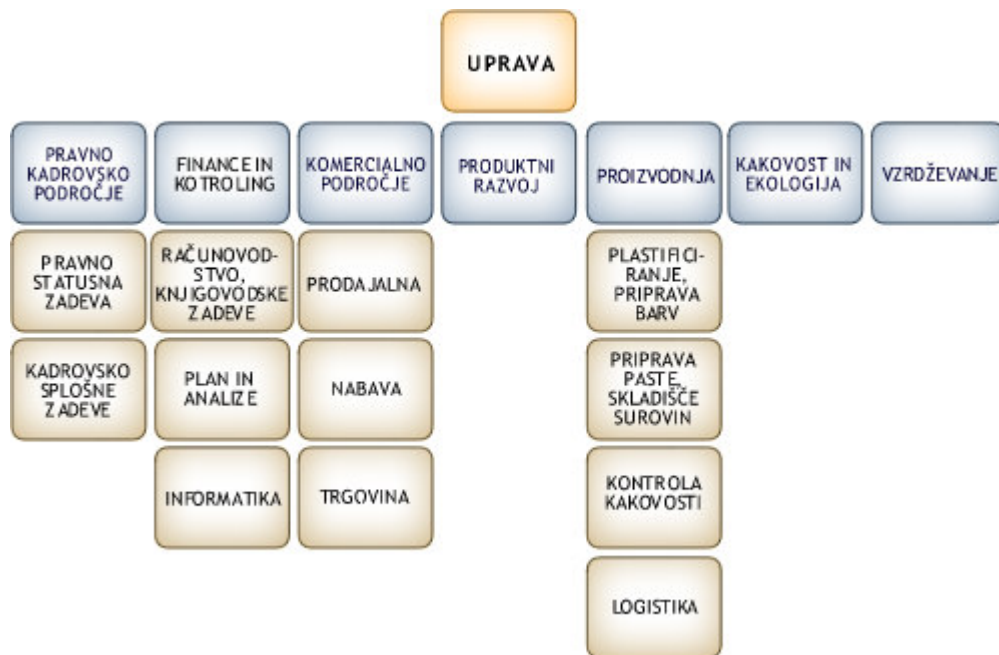 UPRAVA
PRAVNO
KADROVSKO
PODROČJE
FINANCE IN
KOTROLING
KOMERCIALNO
PODROČJE
PRODUKTNI
RAZVOJ
PROIZVODNJA
KAKOVOST IN
EKOLOGIJA
VZRDŽEVANJE
PRAVNO
STATUSNA
ZADEVA
RAČUNOVOD-
STVO,
KNJIGOVODSKE
ZADEVE
PRODAJALNA
PLASTIFICI-
RANJE,
PRIPRAVA
BARV
KADROVSKO
SPLOŠNE
ZADEVE
PLAN IN
ANALIZE
NABAVA
PRIPRAVA
PASTE,
SKLADIŠČE
SUROVIN
INFORMATIKA
TRGOVINA
KONTROLA
KAKOVOSTI
LOGISTIKA